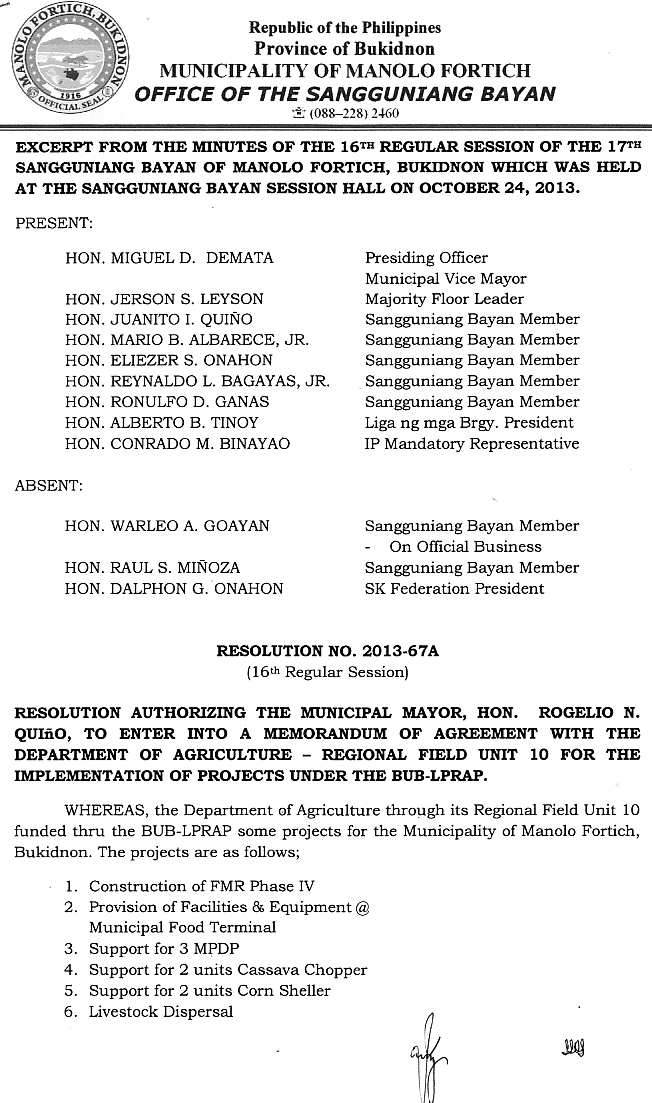 MANOLO FORTICH, BUKIDNON
1916
OFFICIAL SEAL
Republic of the Philippines
Province of Bukidnon
MUNICIPALITY OF MANOLO FORTICH
OFFICE OF THE SANGGUNIANG BAYAN
☏ (088–228) 2460
EXCERPT FROM THE MINUTES OF THE 16TH REGULAR SESSION OF THE 17TH
SANGGUNIANG BAYAN OF MANOLO FORTICH, BUKIDNON WHICH WAS HELD
AT THE SANGGUNIANG BAYAN SESSION HALL ON OCTOBER 24, 2013.
PRESENT:
HON. MIGUEL D. DEMATA Presiding Officer
Municipal Vice Mayor
HON. JERSON S. LEYSON Majority Floor Leader
HON. JUANITO I. QUIÑO Sangguniang Bayan Member
HON. MARIO B. ALBARECE, JR. Sangguniang Bayan Member
HON. ELIEZER S. ONAHON Sangguniang Bayan Member
HON. REYNALDO L. BAGAYAS, JR. Sangguniang Bayan Member
HON. RONULFO D. GANAS Sangguniang Bayan Member
HON. ALBERTO B. TINOY Liga ng mga Brgy. President
HON. CONRADO M. BINAYAO IP Mandatory Representative
ABSENT:
HON. WARLEO A. GOAYAN Sangguniang Bayan Member
- On Official Business
HON. RAUL S. MIÑOZA Sangguniang Bayan Member
HON. DALPHON G. ONAHON SK Federation President
RESOLUTION NO. 2013-67A
(16th Regular Session)
RESOLUTION AUTHORIZING THE MUNICIPAL MAYOR, HON. ROGELIO N.
QUIñO, TO ENTER INTO A MEMORANDUM OF AGREEMENT WITH THE
DEPARTMENT OF AGRICULTURE – REGIONAL FIELD UNIT 10 FOR THE
IMPLEMENTATION OF PROJECTS UNDER THE BUB-LPRAP.
WHEREAS, the Department of Agriculture through its Regional Field Unit 10
funded thru the BUB-LPRAP some projects for the Municipality of Manolo Fortich,
Bukidnon. The projects are as follows;
1. Construction of FMR Phase IV
2. Provision of Facilities & Equipment @
Municipal Food Terminal
3. Support for 3 MPDP
4. Support for 2 units Cassava Chopper
5. Support for 2 units Corn Sheller
6. Livestock Dispersal